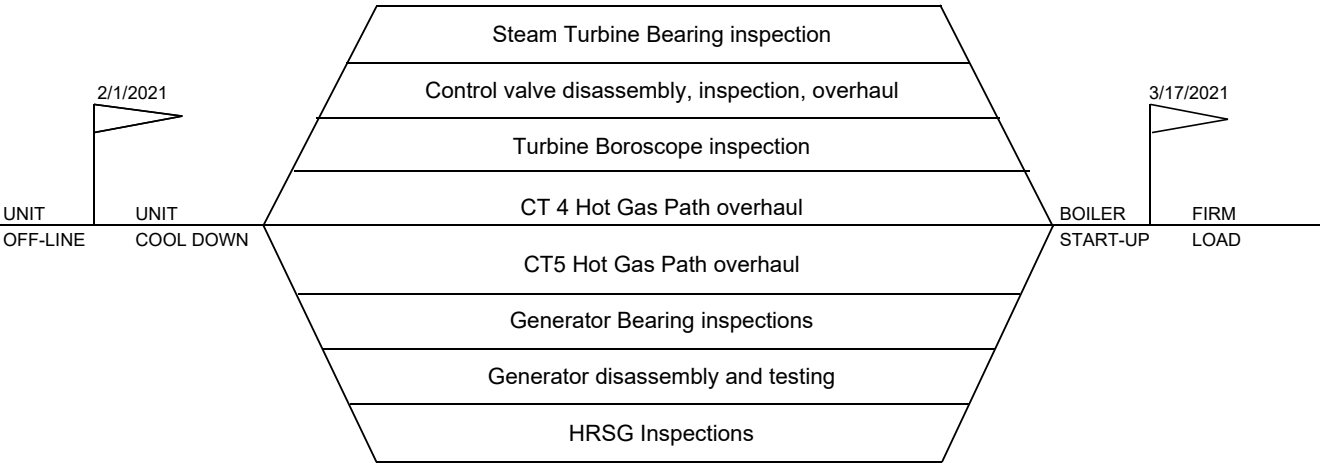 Steam Turbine Bearing inspection
Control valve disassembly, inspection, overhaul
2/1/2021
3/17/2021
Turbine Boroscope inspection
CT 4 Hot Gas Path overhaul
UNIT
OFF-LINE
UNIT
COOL DOWN
BOILER
START-UP
FIRM
LOAD
CT5 Hot Gas Path overhaul
Generator Bearing inspections
Generator disassembly and testing
HRSG Inspections